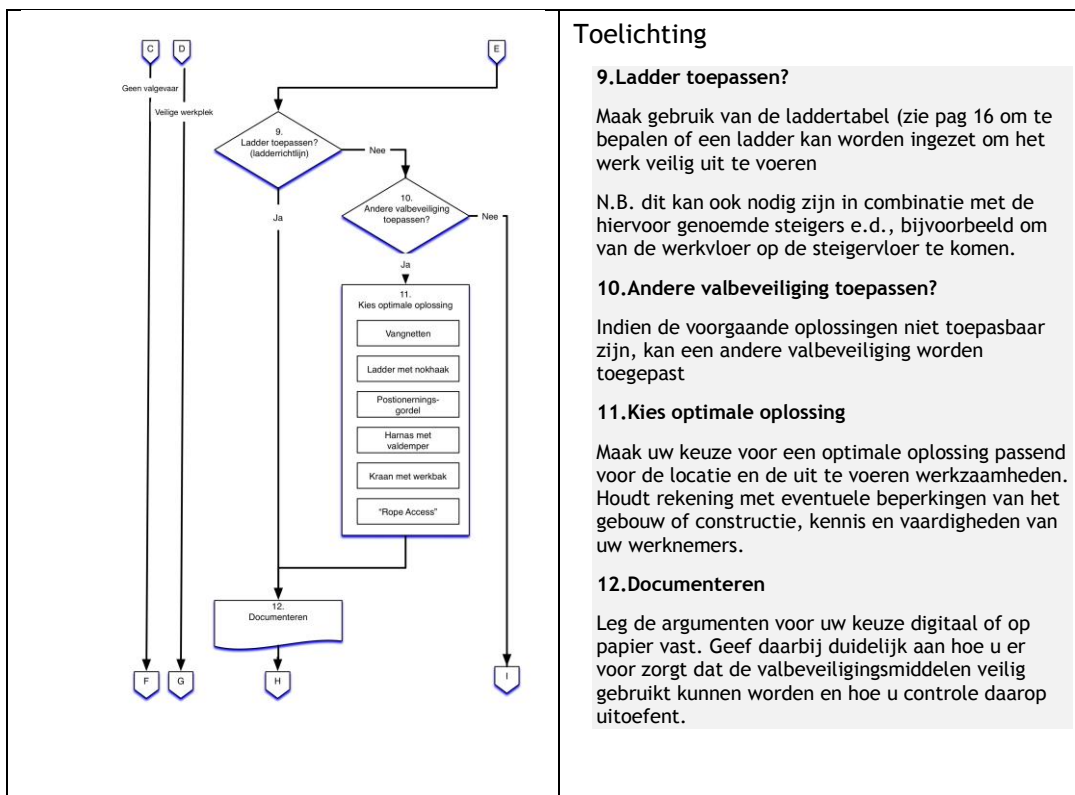 C
D
E
Geen valgevaar
Veilige werkplek
9.
Ladder toepassen?
(ladderrichtlijn)
Nee
10.
Andere valbeveiliging
toepassen?
Nee
Ja
Ja
11.
Kies optimale oplossing
Vangnetten
Ladder met nokhaak
Postionernings-
gordel
Harnas met
valdemper
Kraan met werkbak
"Rope Access"
12.
Documenteren
F
G
H
I
Toelichting
9.Ladder toepassen?
Maak gebruik van de laddertabel (zie pag 16 om te
bepalen of een ladder kan worden ingezet om het
werk veilig uit te voeren
N.B. dit kan ook nodig zijn in combinatie met de
hiervoor genoemde steigers e.d., bijvoorbeeld om
van de werkvloer op de steigervloer te komen.
10.Andere valbeveiliging toepassen?
Indien de voorgaande oplossingen niet toepasbaar
zijn, kan een andere valbeveiliging worden
toegepast
11.Kies optimale oplossing
Maak uw keuze voor een optimale oplossing passend
voor de locatie en de uit te voeren werkzaamheden.
Houdt rekening met eventuele beperkingen van het
gebouw of constructie, kennis en vaardigheden van
uw werknemers.
12.Documenteren
Leg de argumenten voor uw keuze digitaal of op
papier vast. Geef daarbij duidelijk aan hoe u er
voor zorgt dat de valbeveiligingsmiddelen veilig
gebruikt kunnen worden en hoe u controle daarop
uitoefent.